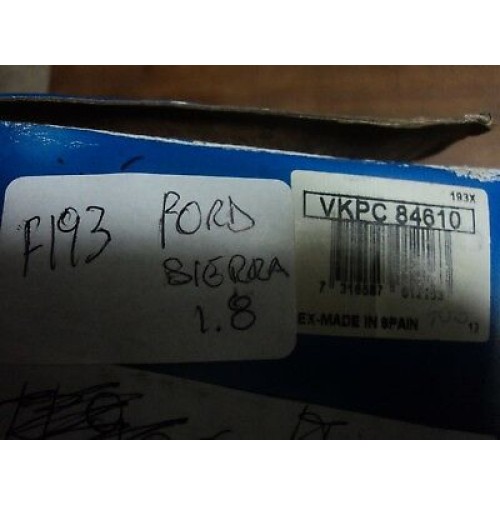 F193 FORD
SIERRA
1.8
193X
VKPC 84610
EX-MADE IN SPAIN